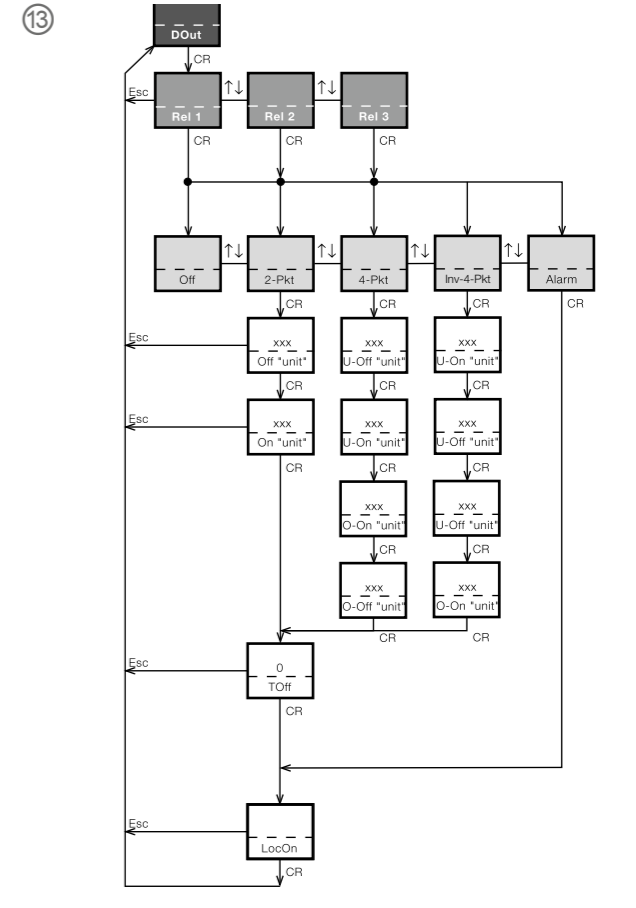 13
DOut
CR
Esc ↑↓ ↑↓
Rel 1 Rel 2 Rel 3
CR CR CR
↑↓ ↑↓ ↑↓ ↑↓
Off 2-Pkt 4-Pkt Inv-4-Pkt Alarm
CR CR CR CR
Esc xxx xxx xxx
Off "unit" U-Off "unit" U-On "unit"
CR CR CR
Esc xxx xxx xxx
On "unit" U-On "unit" U-Off "unit"
CR CR CR
xxx xxx
O-On "unit" U-Off "unit"
CR CR
xxx xxx
O-Off "unit" O-On "unit"
CR CR
Esc 0
TOff
CR
Esc
LocOn
CR